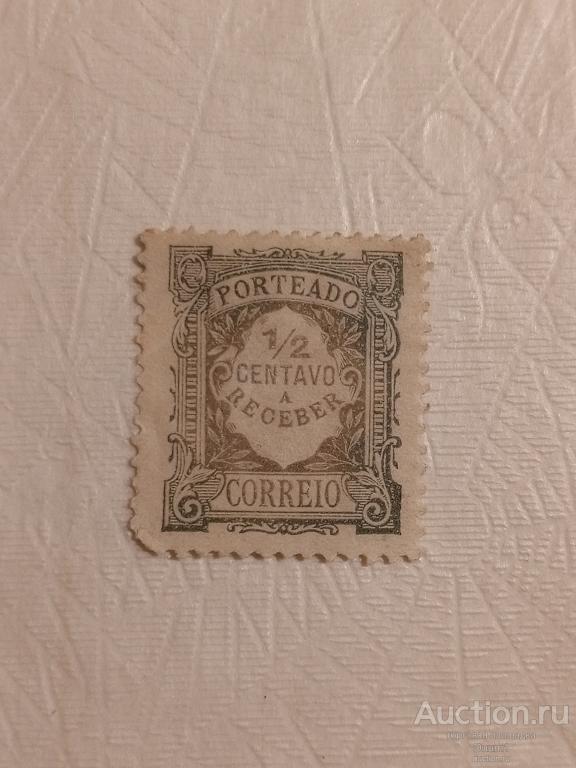 PORTEADO
1/2
CENTAVO
A
RECEBER
CORREIO
Auction.ru